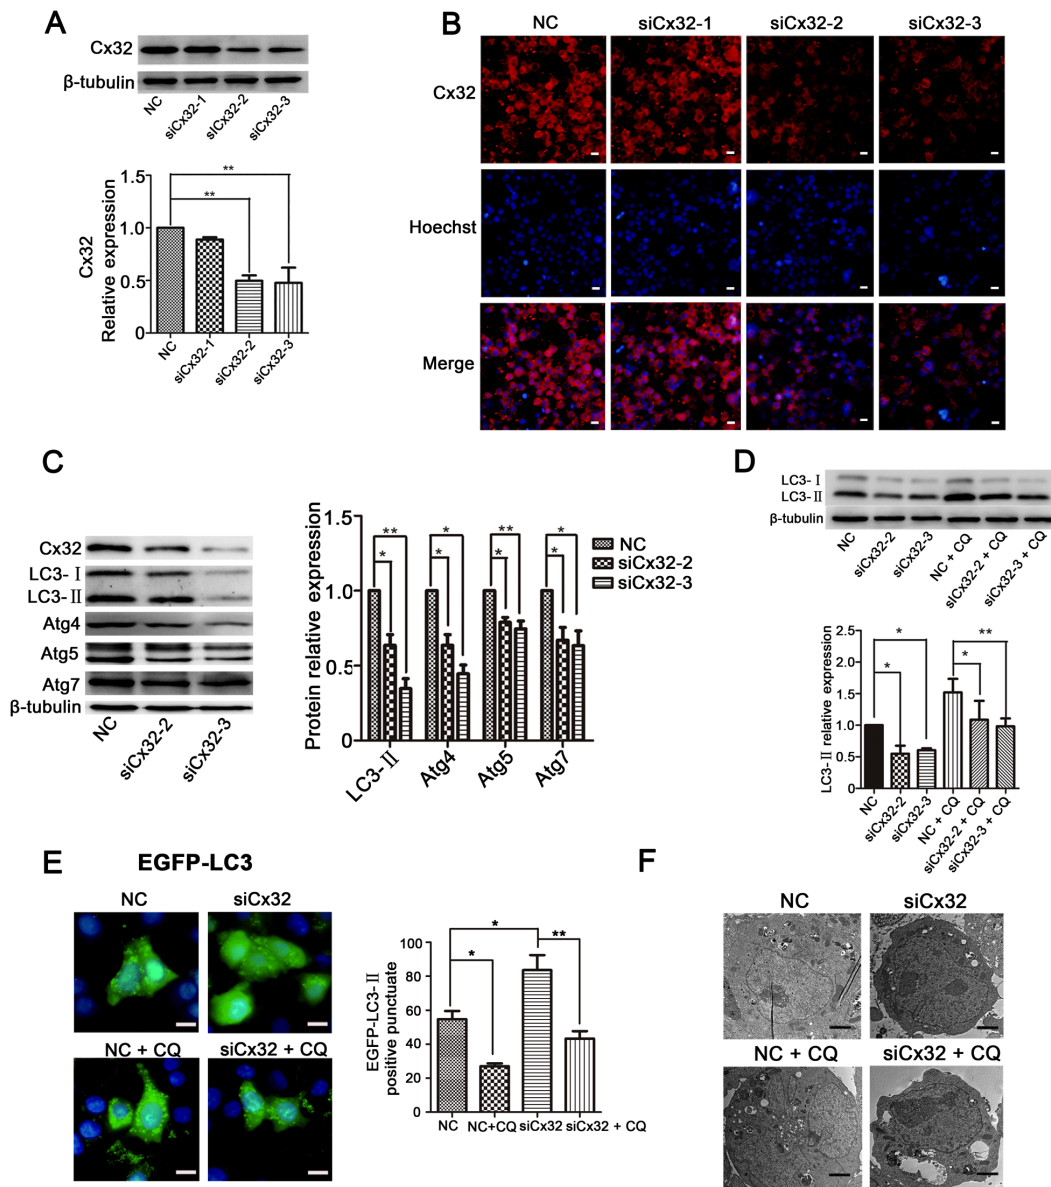 A
Cx32
β-tubulin
NC
siCx32-1
siCx32-2
siCx32-3
Cx32
Relative expression
1.5
1.0
0.5
0
**
**
NC
siCx32-1
siCx32-2
siCx32-3
B
NC
siCx32-1
siCx32-2
siCx32-3
Cx32
Hoechst
Merge
C
Cx32
LC3-Ⅰ
LC3-Ⅱ
Atg4
Atg5
Atg7
β-tubulin
NC
siCx32-2
siCx32-3
Protein relative expression
1.5
1.0
0.5
0
**
*
*
*
**
*
*
*
NC
siCx32-2
siCx32-3
LC3-Ⅱ
Atg4
Atg5
Atg7
D
LC3-Ⅰ
LC3-Ⅱ
β-tubulin
NC
siCx32-2
siCx32-3
NC + CQ
siCx32-2 + CQ
siCx32-3 + CQ
LC3-Ⅱ relative expression
2.5
2.0
1.5
1.0
0.5
0.0
*
*
**
*
NC
siCx32-2
siCx32-3
NC + CQ
siCx32-2 + CQ
siCx32-3 + CQ
E
EGFP-LC3
NC
siCx32
NC + CQ
siCx32 + CQ
EGFP-LC3-Ⅱ
positive punctuate
100
80
60
40
20
0
*
*
**
NC
NC+CQ
siCx32
siCx32 + CQ
F
NC
siCx32
NC + CQ
siCx32 + CQ